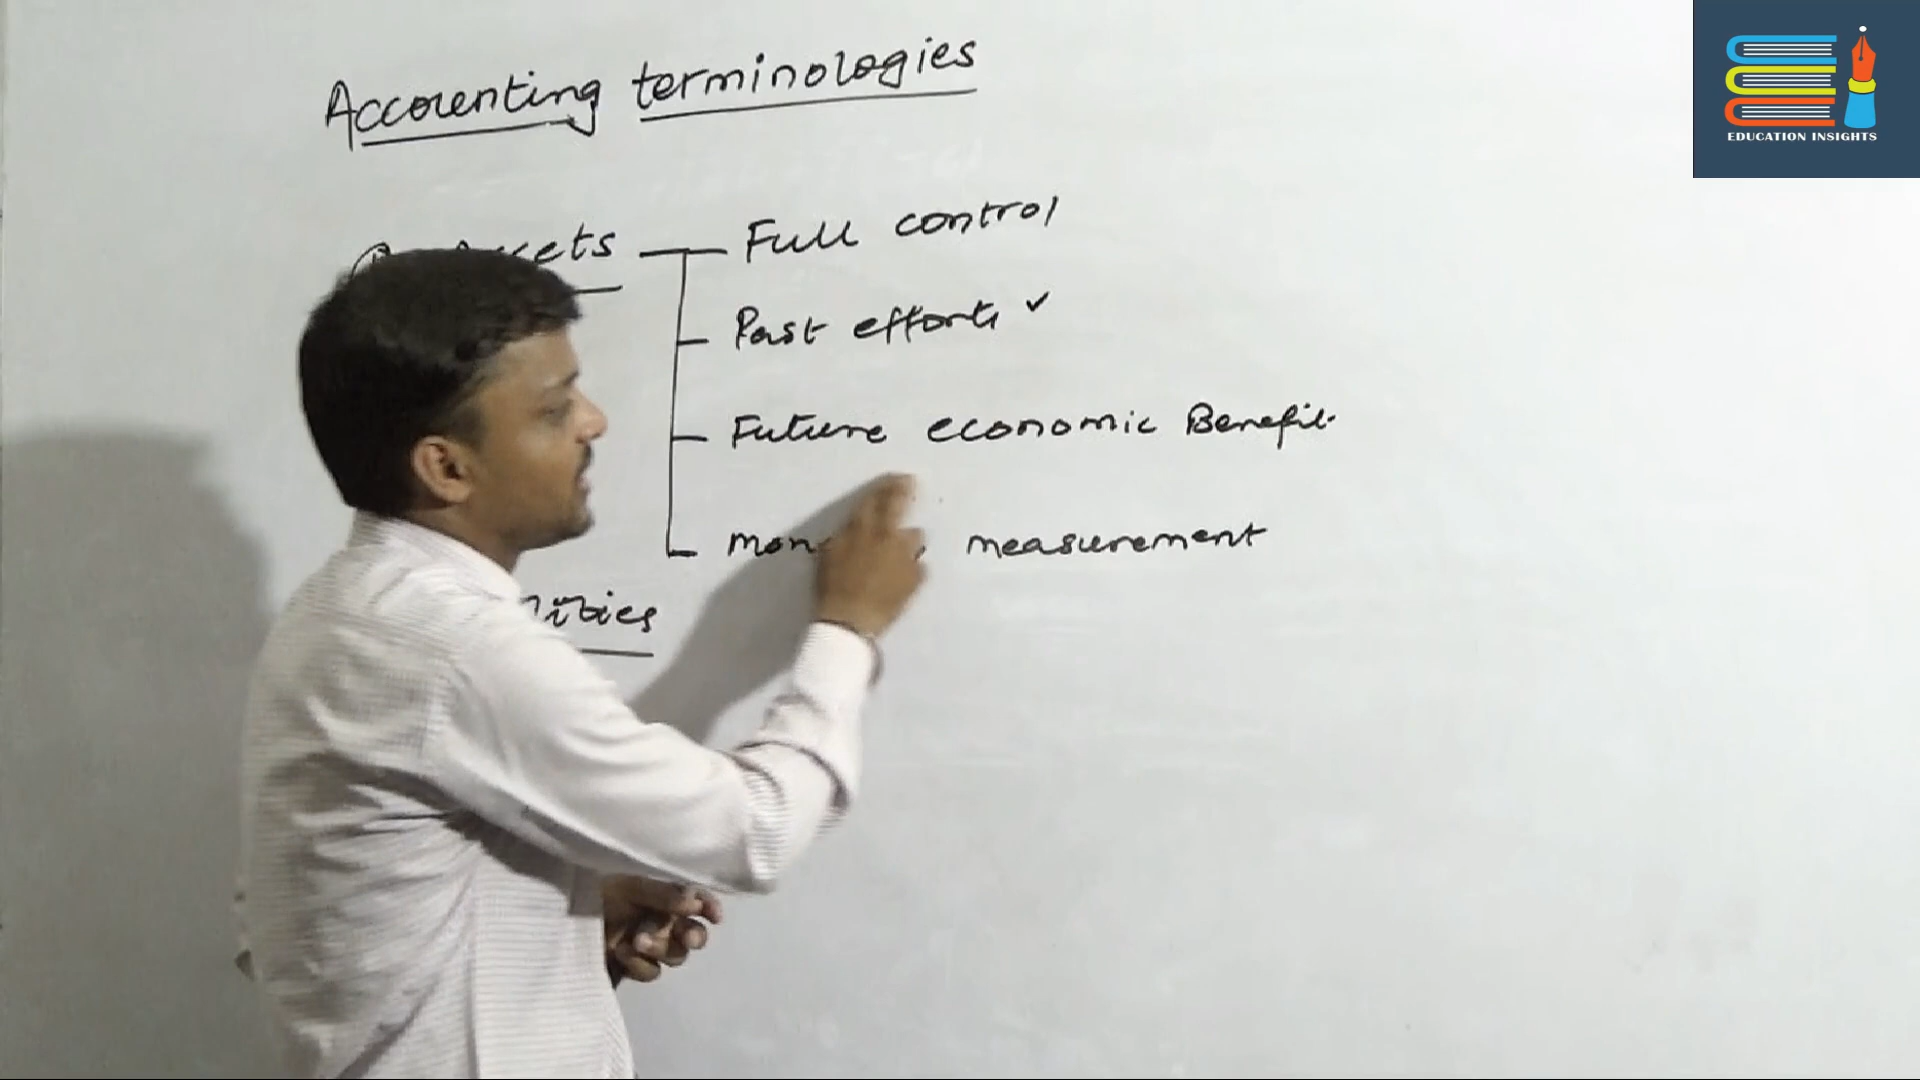 Accounting terminologies
Full control
Past efforts ✓
Future economic Benefit
measurement
EDUCATION INSIGHTS